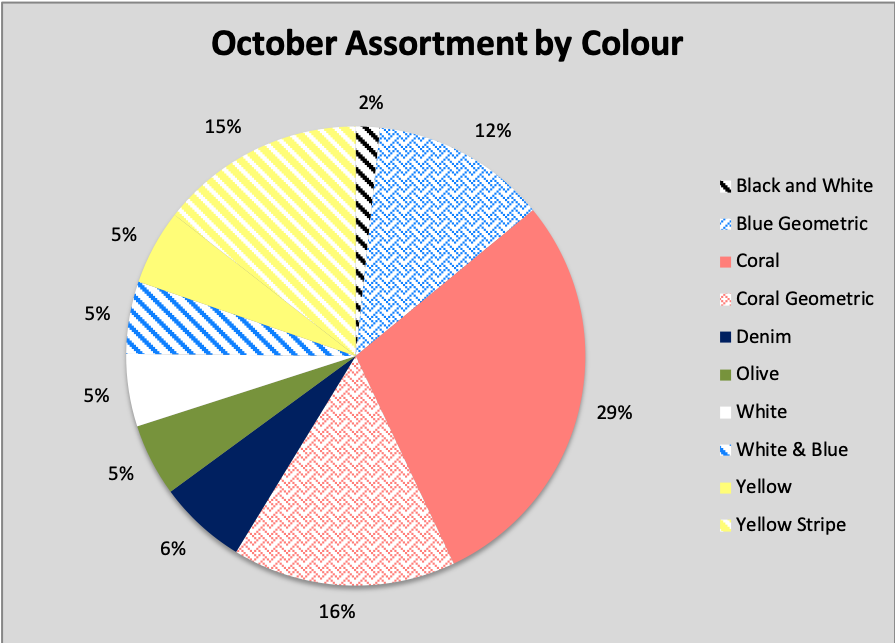 October Assortment by Colour
2%
12%
15%
Black and White
Blue Geometric
5%
Coral
Coral Geometric
5%
Denim
Olive
5%
White
29%
White & Blue
5%
Yellow
Yellow Stripe
6%
16%